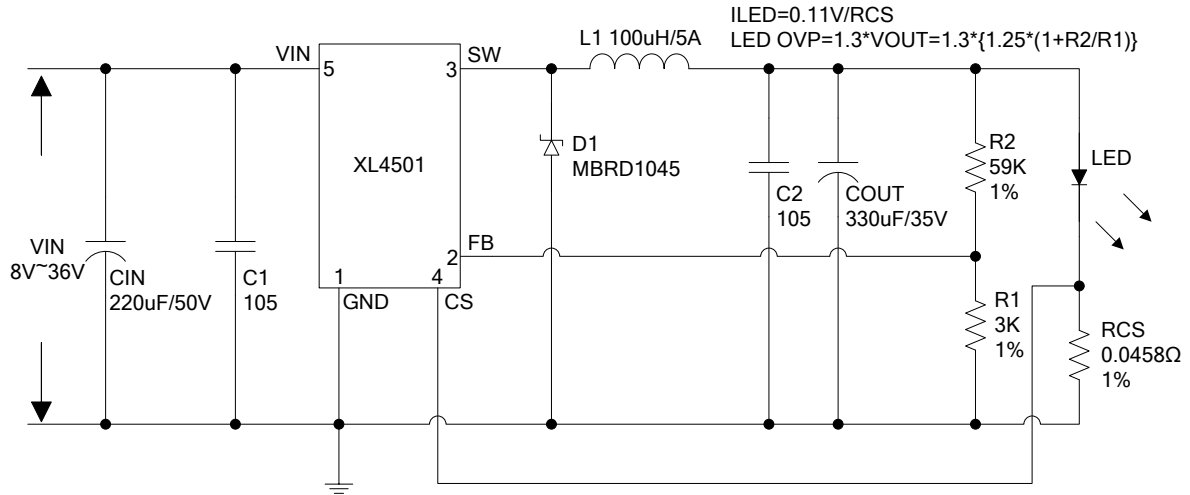 ILED=0.11V/RCS
LED OVP=1.3*VOUT=1.3*{1.25*(1+R2/R1)}
L1 100uH/5A
VIN
5
3
SW
XL4501
D1
MBRD1045
R2
59K
1%
LED
C2
105
COUT
330uF/35V
VIN
8V~36V
CIN
220uF/50V
C1
105
2
FB
1
GND
4
CS
R1
3K
1%
RCS
0.0458Ω
1%